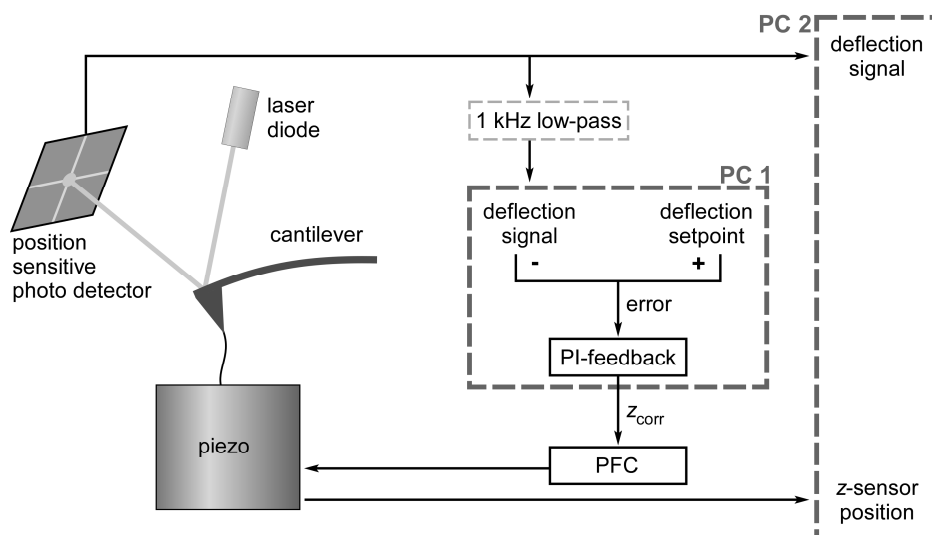 PC 2
deflection
signal
laser
diode
1 kHz low-pass
PC 1
deflection
signal
deflection
setpoint
-
+
position
sensitive
photo detector
cantilever
error
PI-feedback
z corr
piezo
PFC
z-sensor
position